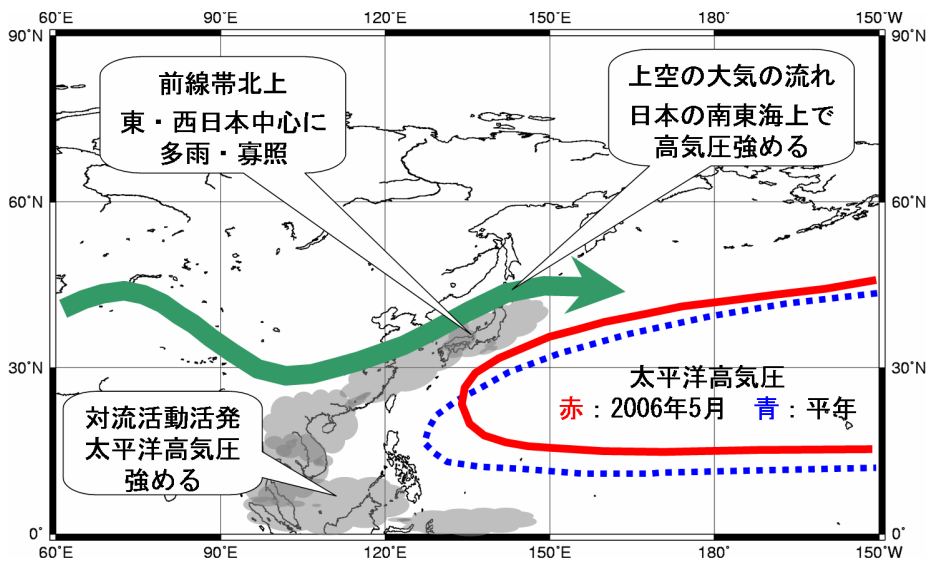 60°E 90°E 120°E 150°E 180° 150°W
90°N 90°N
前線帯北上
東・西日本中心に
多雨・寡照
上空の大気の流れ
日本の南東海上で
高気圧強める
60°N 60°N
30°N 30°N
太平洋高気圧
赤：2006年5月 青：平年
対流活動活発
太平洋高気圧
強める
0° 0°
60°E 90°E 120°E 150°E 180° 150°W